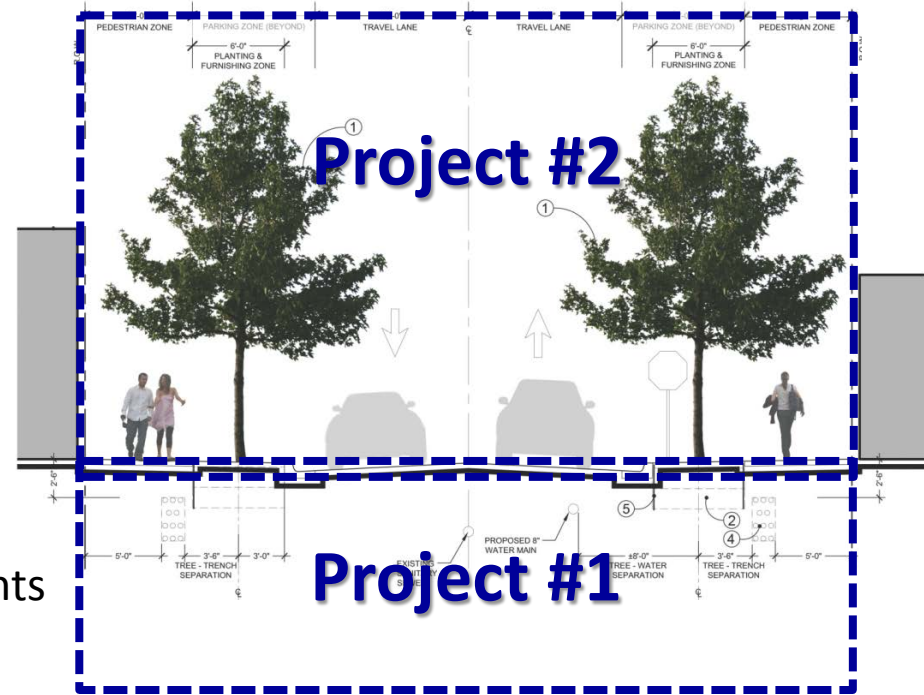 PEDESTRIAN ZONE
PARKING ZONE (BEYOND)
TRAVEL LANE
TRAVEL LANE
PARKING ZONE (BEYOND)
PEDESTRIAN ZONE
6'-0"
PLANTING &
FURNISHING ZONE
6'-0"
PLANTING &
FURNISHING ZONE
1
Project #2
1
2'-6"
2'-6"
5
2
4
PROPOSED 8"
WATER MAIN
5'-0"
3'-6"
3'-0"
±8'-0"
3'-6"
5'-0"
TREE - TRENCH
SEPARATION
EXISTING
TREE - WATER
SEPARATION
TREE - TRENCH
SEPARATION
Project #1
nts